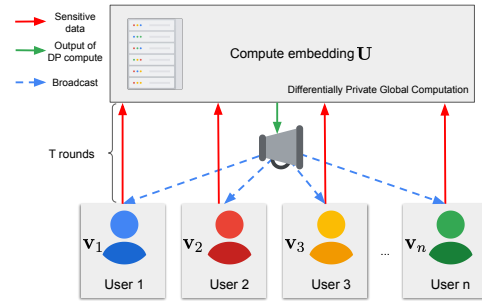 Sensitive
data
Output of
DP compute
Broadcast
Compute embedding U
Differentially Private Global Computation
T rounds
v1
v2
v3
...
vn
User 1
User 2
User 3
User n